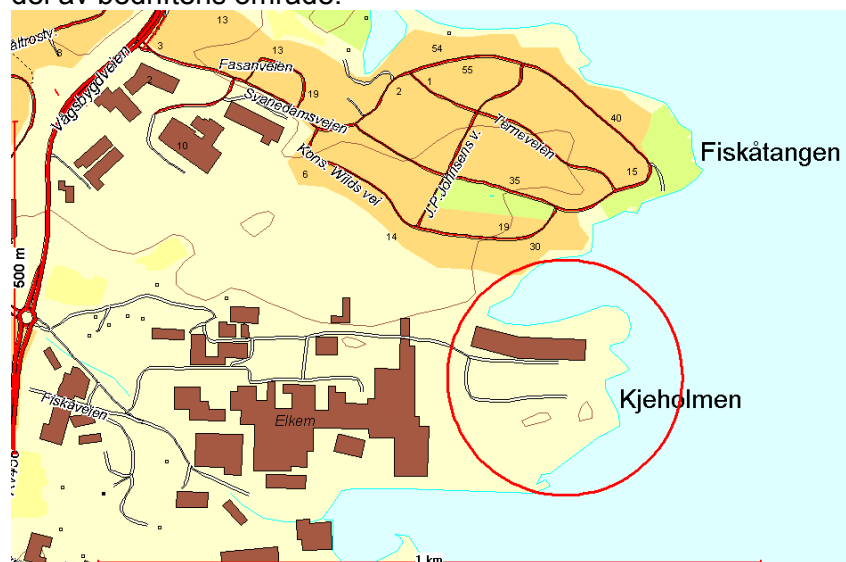 del av bedriftens område.
13
54
3
Fasanveien
55
1
8
2
19
2
Vågsbygdveien
Svanedamsveien
40
Terneveien
10
Fiskåtangen
Kons. Wilds vei
J.P. Johnsens v.
6
35
15
19
14
30
500 m
Kjeholmen
Fiskåveien
Elkem
1 km
13